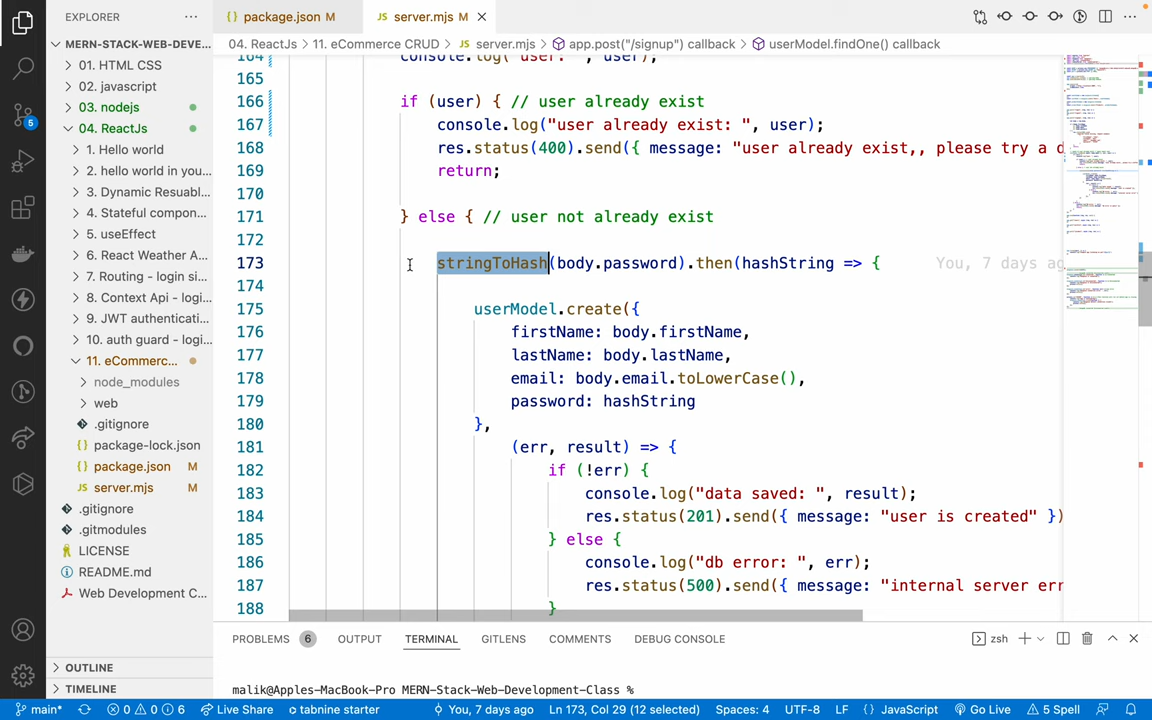 EXPLORER
package.json M
server.mjs M
04. ReactJs > 11. eCommerce CRUD > JS server.mjs > app.post("/signup") callback > userModel.findOne() callback
MERN-STACK-WEB-DEVE...
01. HTML CSS
02. javascript
03. nodejs
04. ReactJs
1. Hello world
2. hello world in you...
3. Dynamic Resuabl...
4. Stateful compon...
5. useEffect
6. React Weather A...
7. Routing - login si...
8. Context Api - logi...
9. JWT authenticati...
10. auth guard - logi...
11. eCommerc...
node_modules
web
.gitignore
package-lock.json
package.json M
JS server.mjs M
.gitignore
.gitmodules
LICENSE
README.md
Web Development C...
OUTLINE
TIMELINE
5
164 console.log("user: ", user);
165
166 if (user) { // user already exist
167 console.log("user already exist: ", user);
168 res.status(400).send({ message: "user already exist,, please try a d
169 return;
170
171 } else { // user not already exist
172
173 stringToHash(body.password).then(hashString => { You, 7 days ag
174
175 userModel.create({
176 firstName: body.firstName,
177 lastName: body.lastName,
178 email: body.email.toLowerCase(),
179 password: hashString
180 },
181 (err, result) => {
182 if (!err) {
183 console.log("data saved: ", result);
184 res.status(201).send({ message: "user is created" })
185 } else {
186 console.log("db error: ", err);
187 res.status(500).send({ message: "internal server err
188 }
PROBLEMS 6 OUTPUT TERMINAL GITLENS COMMENTS DEBUG CONSOLE zsh
malik@Apples-MacBook-Pro MERN-Stack-Web-Development-Class %
main* 0 0 6 Live Share tabnine starter You, 7 days ago Ln 173, Col 29 (12 selected) Spaces: 4 UTF-8 LF {} JavaScript Go Live 5 Spell